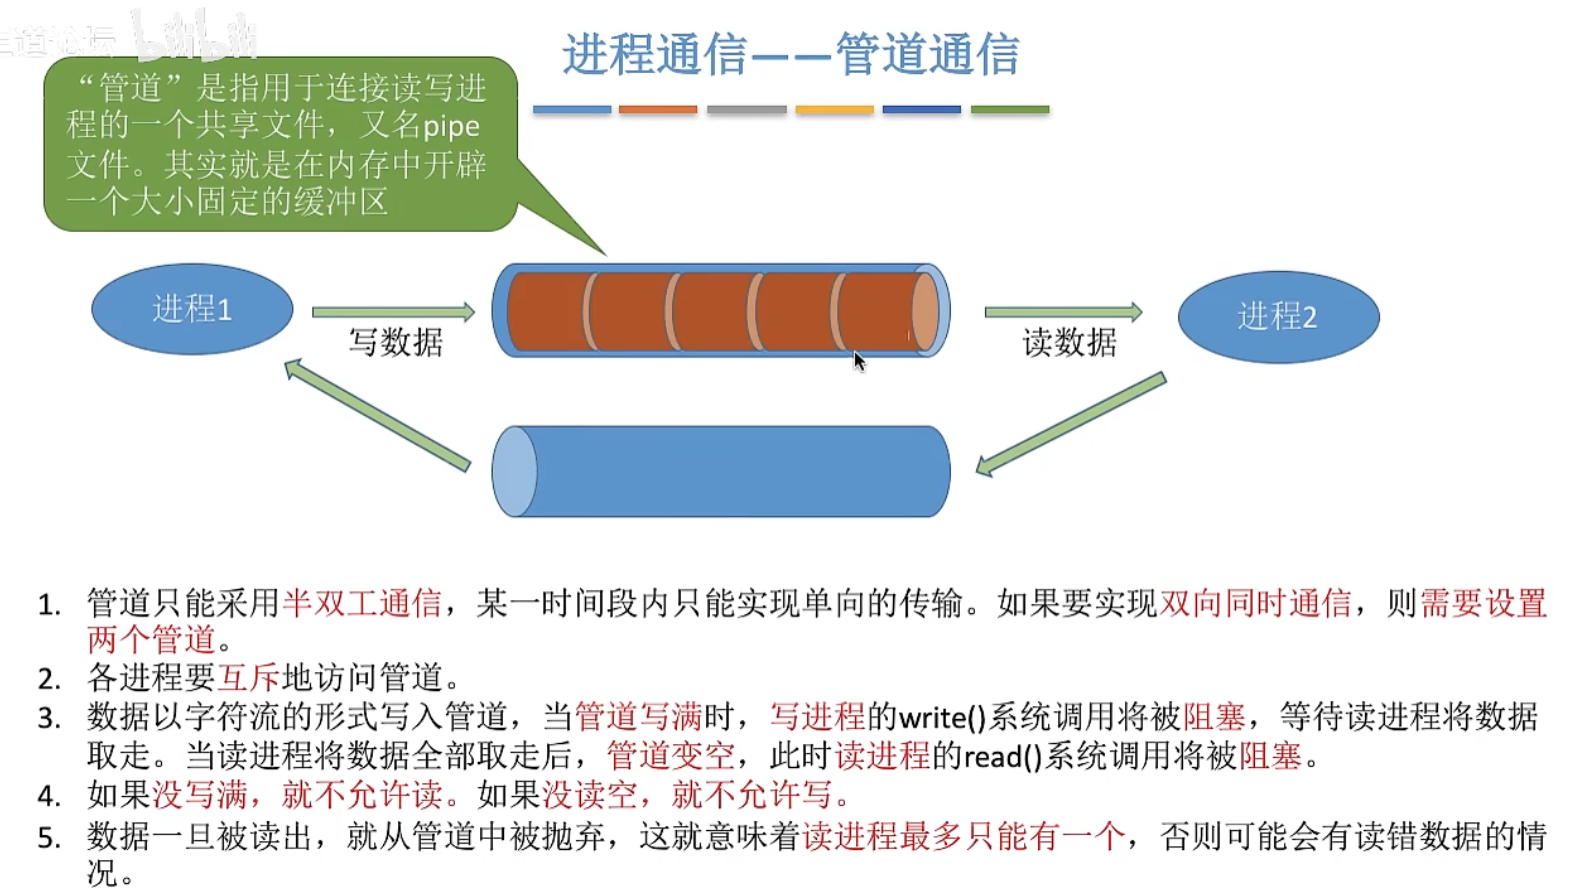 bilibili
进程通信——管道通信
“管道”是指用于连接读写进
程的一个共享文件，又名pipe
文件。其实就是在内存中开辟
一个大小固定的缓冲区
进程1
写数据
读数据
进程2
1. 管道只能采用半双工通信，某一时间段内只能实现单向的传输。如果要实现双向同时通信，则需要设置
两个管道。
2. 各进程要互斥地访问管道。
3. 数据以字符流的形式写入管道，当管道写满时，写进程的write()系统调用将被阻塞，等待读进程将数据
取走。当读进程将数据全部取走后，管道变空，此时读进程的read()系统调用将被阻塞。
4. 如果没写满，就不允许读。如果没读空，就不允许写。
5. 数据一旦被读出，就从管道中被抛弃，这就意味着读进程最多只能有一个，否则可能会有读错数据的情
况。